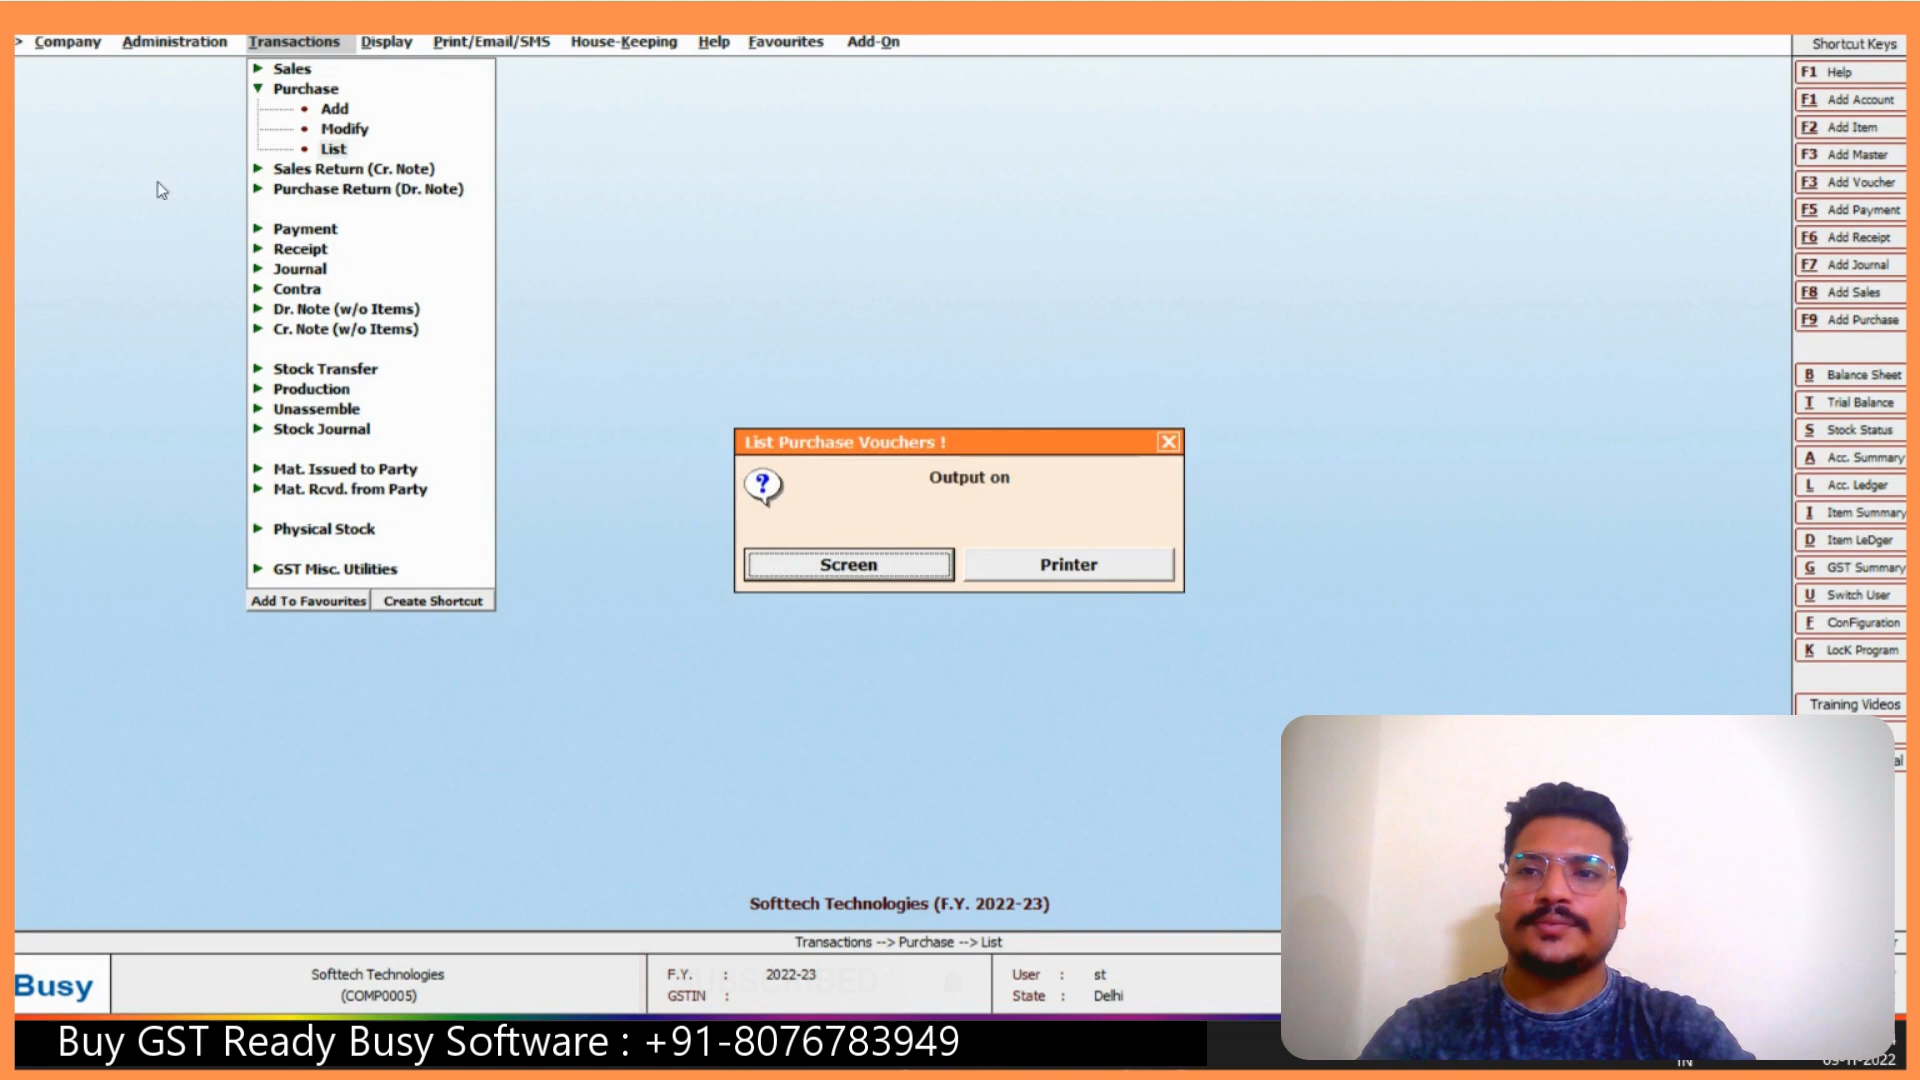 > Company Administration Transactions Display Print/Email/SMS House-Keeping Help Favourites Add-On
Sales
Purchase
Add
Modify
List
Sales Return (Cr. Note)
Purchase Return (Dr. Note)
Payment
Receipt
Journal
Contra
Dr. Note (w/o Items)
Cr. Note (w/o Items)
Stock Transfer
Production
Unassemble
Stock Journal
Mat. Issued to Party
Mat. Rcvd. from Party
Physical Stock
GST Misc. Utilities
Add To Favourites Create Shortcut
List Purchase Vouchers !
? Output on
Screen Printer
Shortcut Keys
F1 Help
F1 Add Account
F2 Add Item
F3 Add Master
F3 Add Voucher
F5 Add Payment
F6 Add Receipt
F7 Add Journal
F8 Add Sales
F9 Add Purchase
B Balance Sheet
T Trial Balance
S Stock Status
A Acc. Summary
L Acc. Ledger
I Item Summary
D Item LeDger
G GST Summary
U Switch User
F ConFiguration
K LocK Program
Training Videos
Softtech Technologies (F.Y. 2022-23)
Transactions --> Purchase --> List
Busy
Softtech Technologies
(COMP0005)
F.Y. : 2022-23
GSTIN :
User : st
State : Delhi
Buy GST Ready Busy Software : +91-8076783949